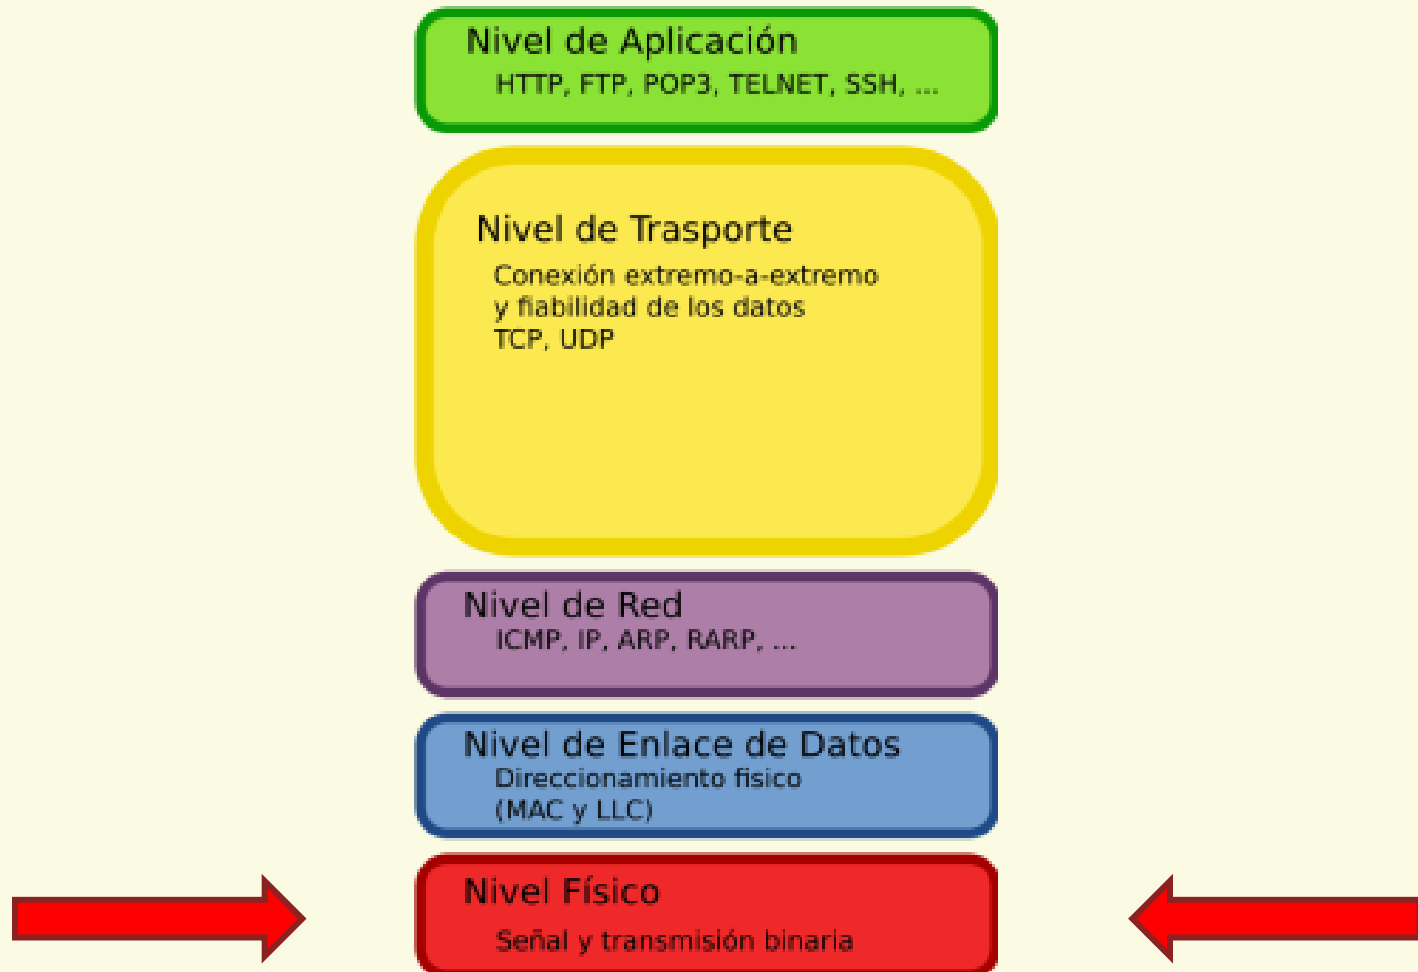 Nivel de Aplicación
HTTP, FTP, POP3, TELNET, SSH, ...
Nivel de Trasporte
Conexión extremo-a-extremo
y fiabilidad de los datos
TCP, UDP
Nivel de Red
ICMP, IP, ARP, RARP, ...
Nivel de Enlace de Datos
Direccionamiento fisico
(MAC y LLC)
Nivel Físico
Señal y transmisión binaria